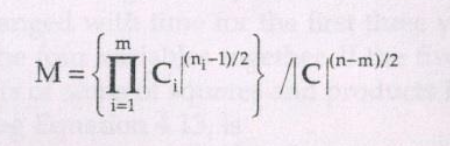 M = { ∏_{i=1}^{m} |C_i|^{(n_i-1)/2} } / |C|^{(n-m)/2}